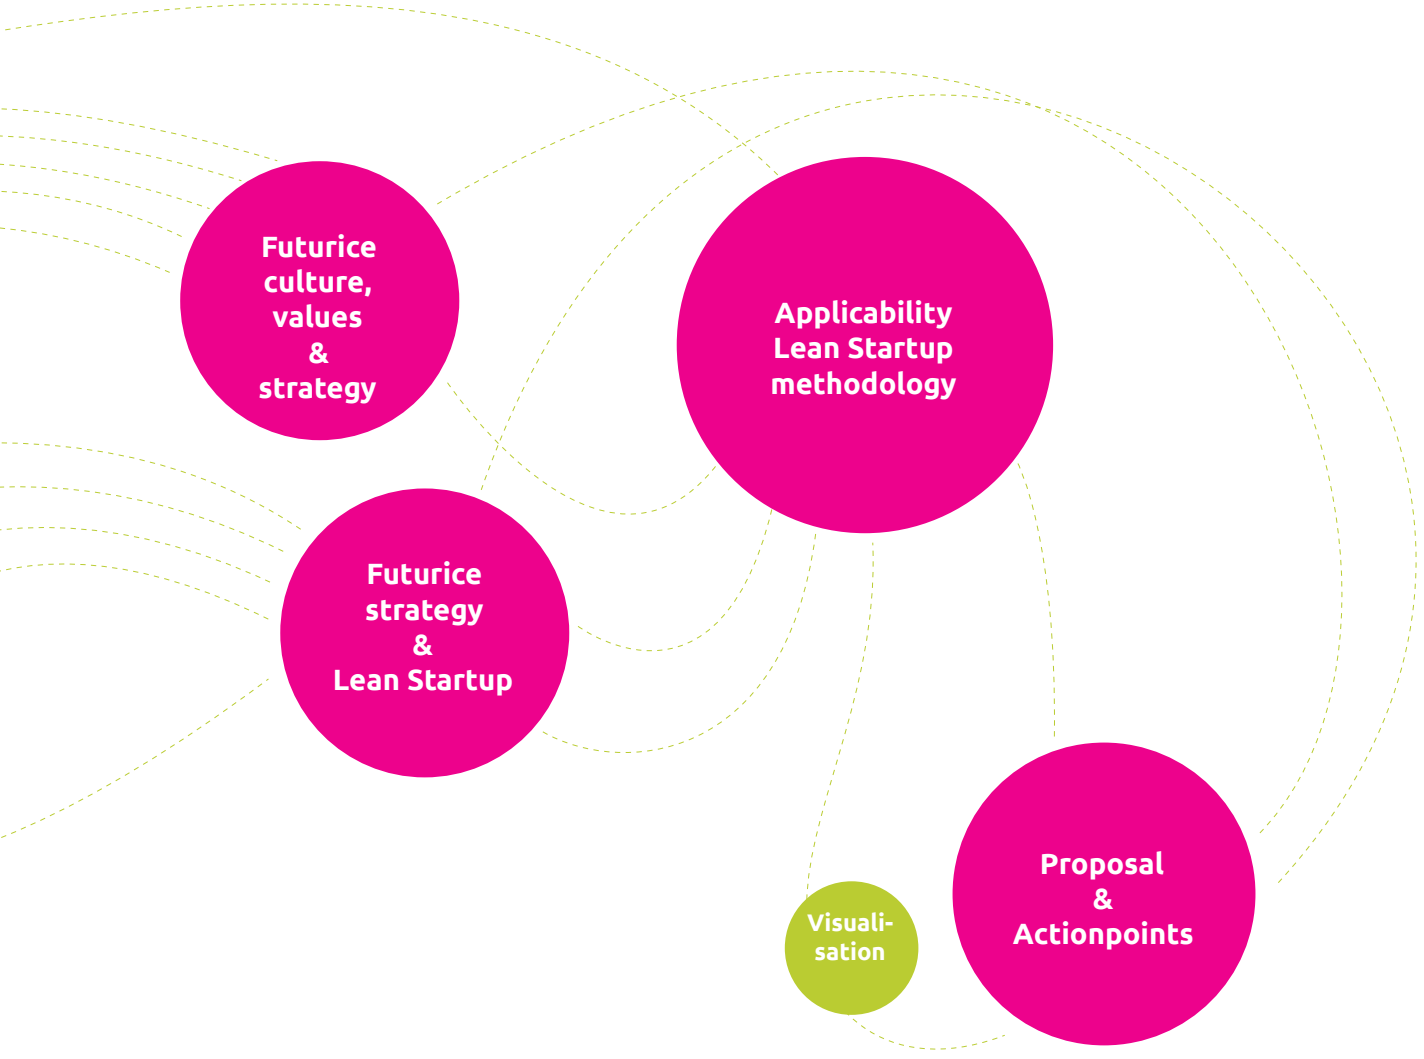 Futurice
culture,
values
&
strategy
Applicability
Lean Startup
methodology
Futurice
strategy
&
Lean Startup
Proposal
&
Actionpoints
Visuali-
sation